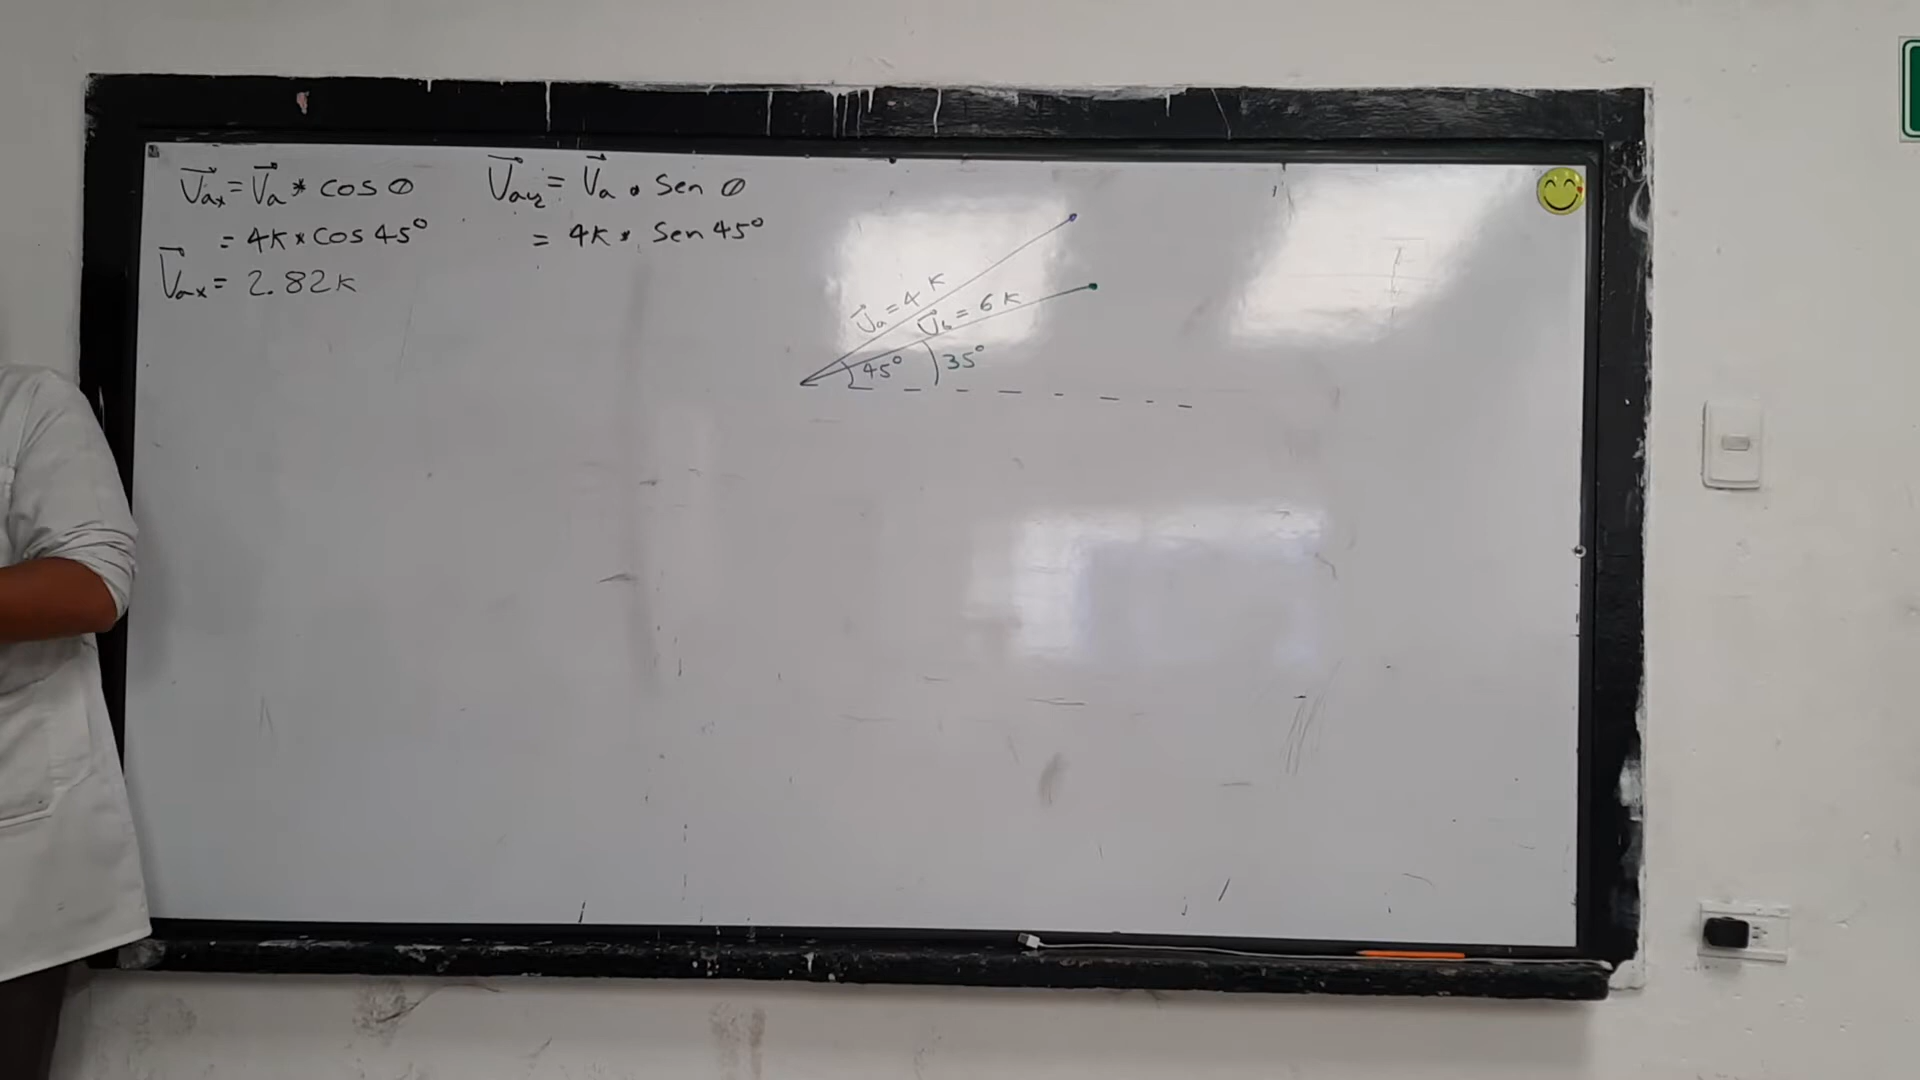 V⃗ax = V⃗a * cos θ
= 4K * cos 45°
V⃗ax = 2.82K
V⃗ay = V⃗a • Sen θ
= 4K * Sen 45°
V⃗a = 4 K
V⃗b = 6 K
45°
35°